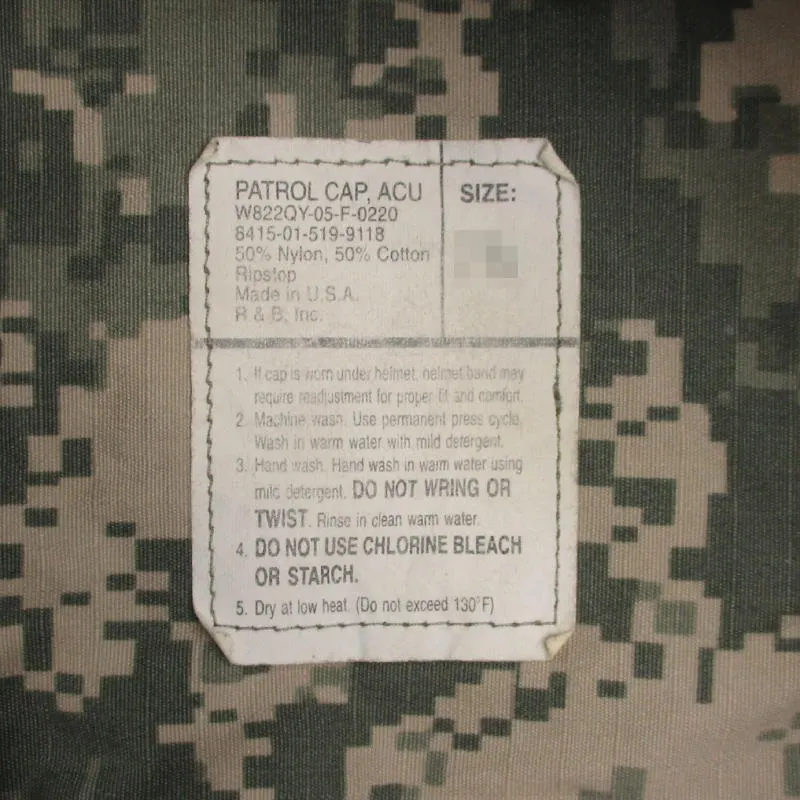 PATROL CAP, ACU
W822QY-05-F-0220
8415-01-519-9118
50% Nylon, 50% Cotton
Ripstop
Made in U.S.A.
R & B, Inc.
SIZE:
1. If cap is worn under helmet, helmet band may
require readjustment for proper fit and comfort.
2. Machine wash. Use permanent press cycle.
Wash in warm water with mild detergent.
3. Hand wash. Hand wash in warm water using
mild detergent. DO NOT WRING OR
TWIST. Rinse in clean warm water.
4. DO NOT USE CHLORINE BLEACH
OR STARCH.
5. Dry at low heat. (Do not exceed 130°F)